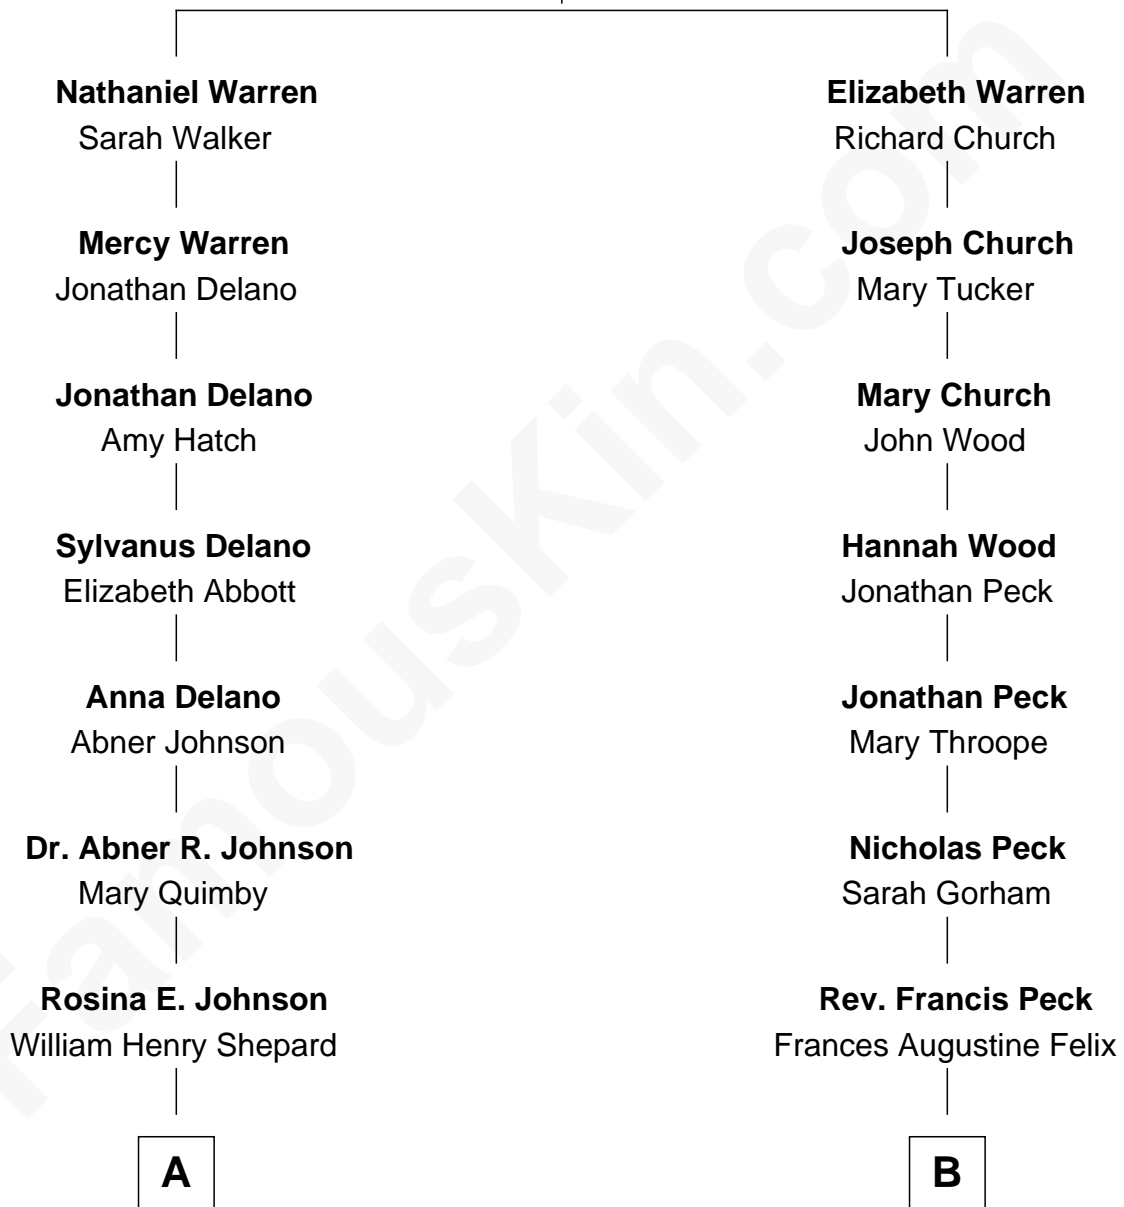 Nathaniel Warren
Sarah Walker
Mercy Warren
Jonathan Delano
Jonathan Delano
Amy Hatch
Sylvanus Delano
Elizabeth Abbott
Anna Delano
Abner Johnson
Dr. Abner R. Johnson
Mary Quimby
Rosina E. Johnson
William Henry Shepard
A
Elizabeth Warren
Richard Church
Joseph Church
Mary Tucker
Mary Church
John Wood
Hannah Wood
Jonathan Peck
Jonathan Peck
Mary Throope
Nicholas Peck
Sarah Gorham
Rev. Francis Peck
Frances Augustine Felix
B
FamousKin.com